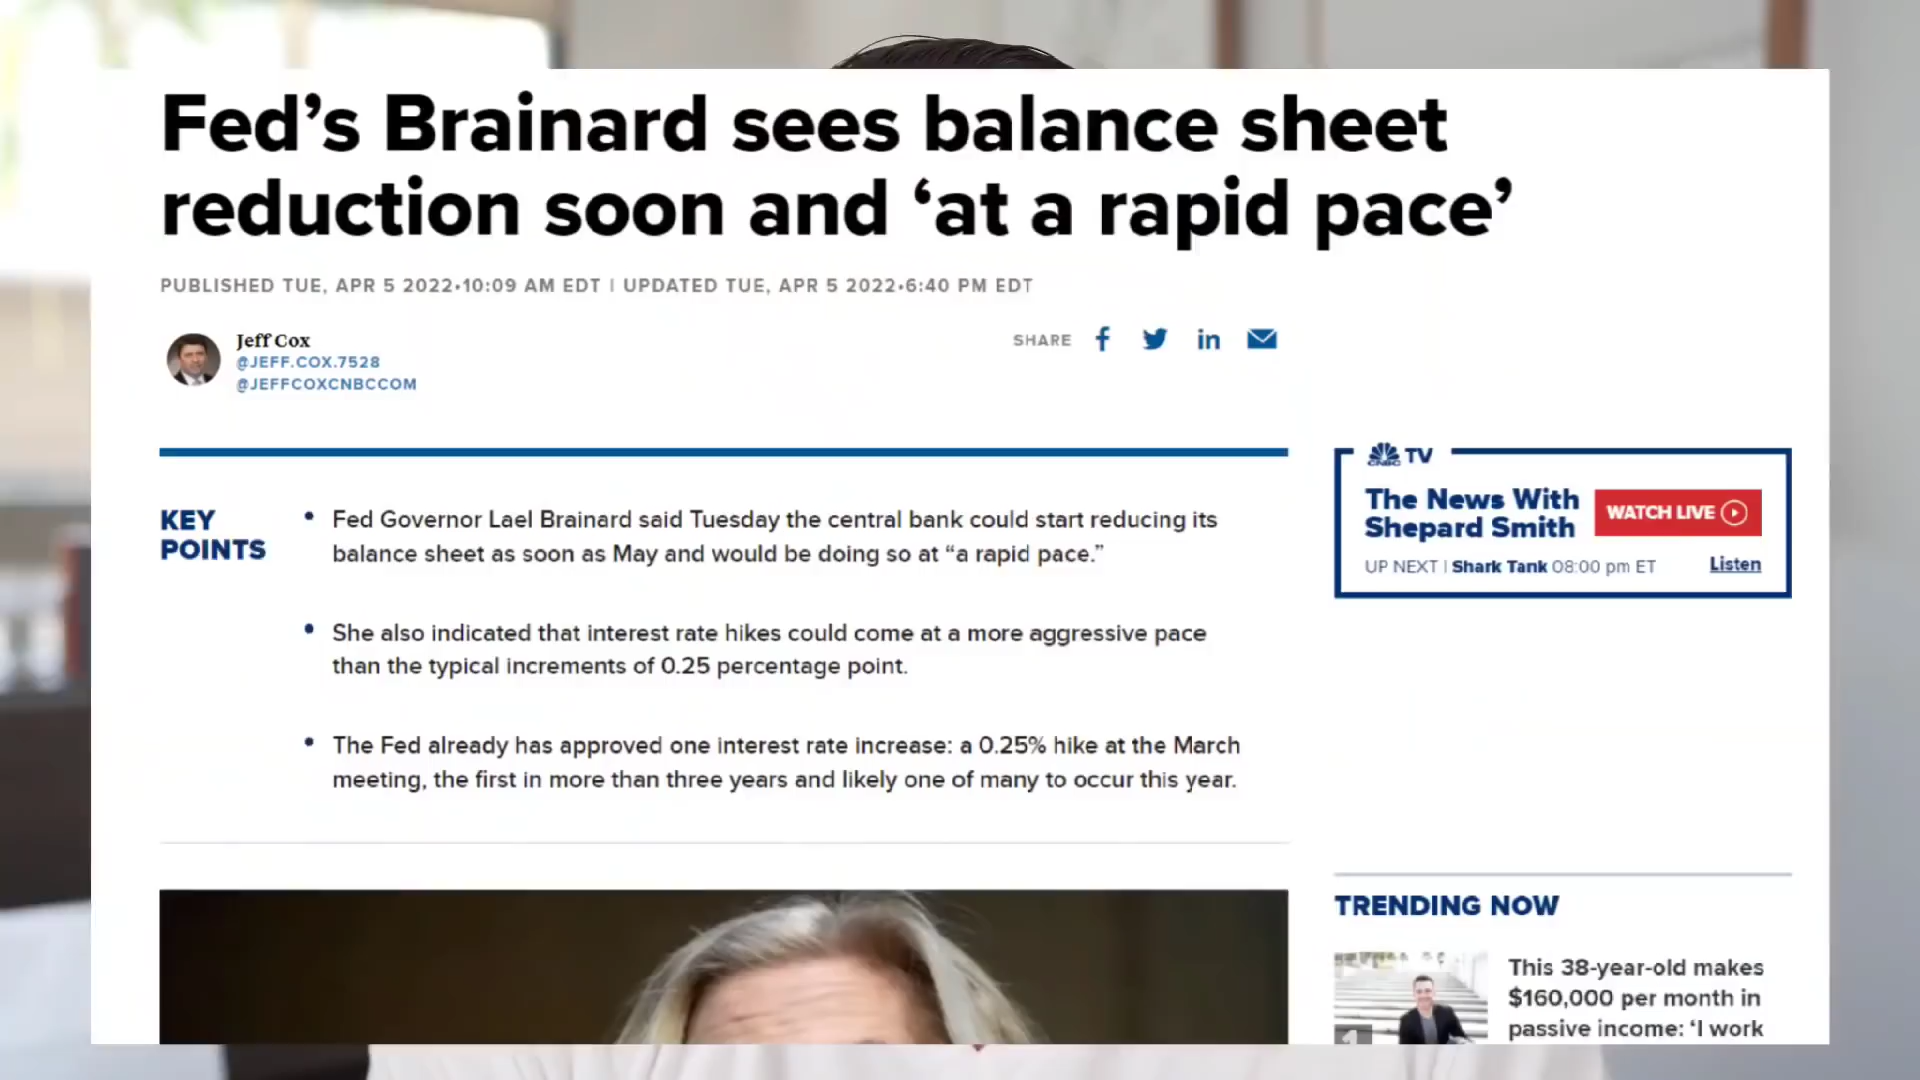 Fed’s Brainard sees balance sheet
reduction soon and ‘at a rapid pace’
PUBLISHED TUE, APR 5 2022•10:09 AM EDT | UPDATED TUE, APR 5 2022•6:40 PM EDT
Jeff Cox
@JEFF.COX.7528
@JEFFCOXCNBCCOM
SHARE
KEY
POINTS
• Fed Governor Lael Brainard said Tuesday the central bank could start reducing its
balance sheet as soon as May and would be doing so at “a rapid pace.”
• She also indicated that interest rate hikes could come at a more aggressive pace
than the typical increments of 0.25 percentage point.
• The Fed already has approved one interest rate increase: a 0.25% hike at the March
meeting, the first in more than three years and likely one of many to occur this year.
CNBC TV
The News With
Shepard Smith
WATCH LIVE
UP NEXT | Shark Tank 08:00 pm ET
Listen
TRENDING NOW
1
This 38-year-old makes
$160,000 per month in
passive income: ‘I work